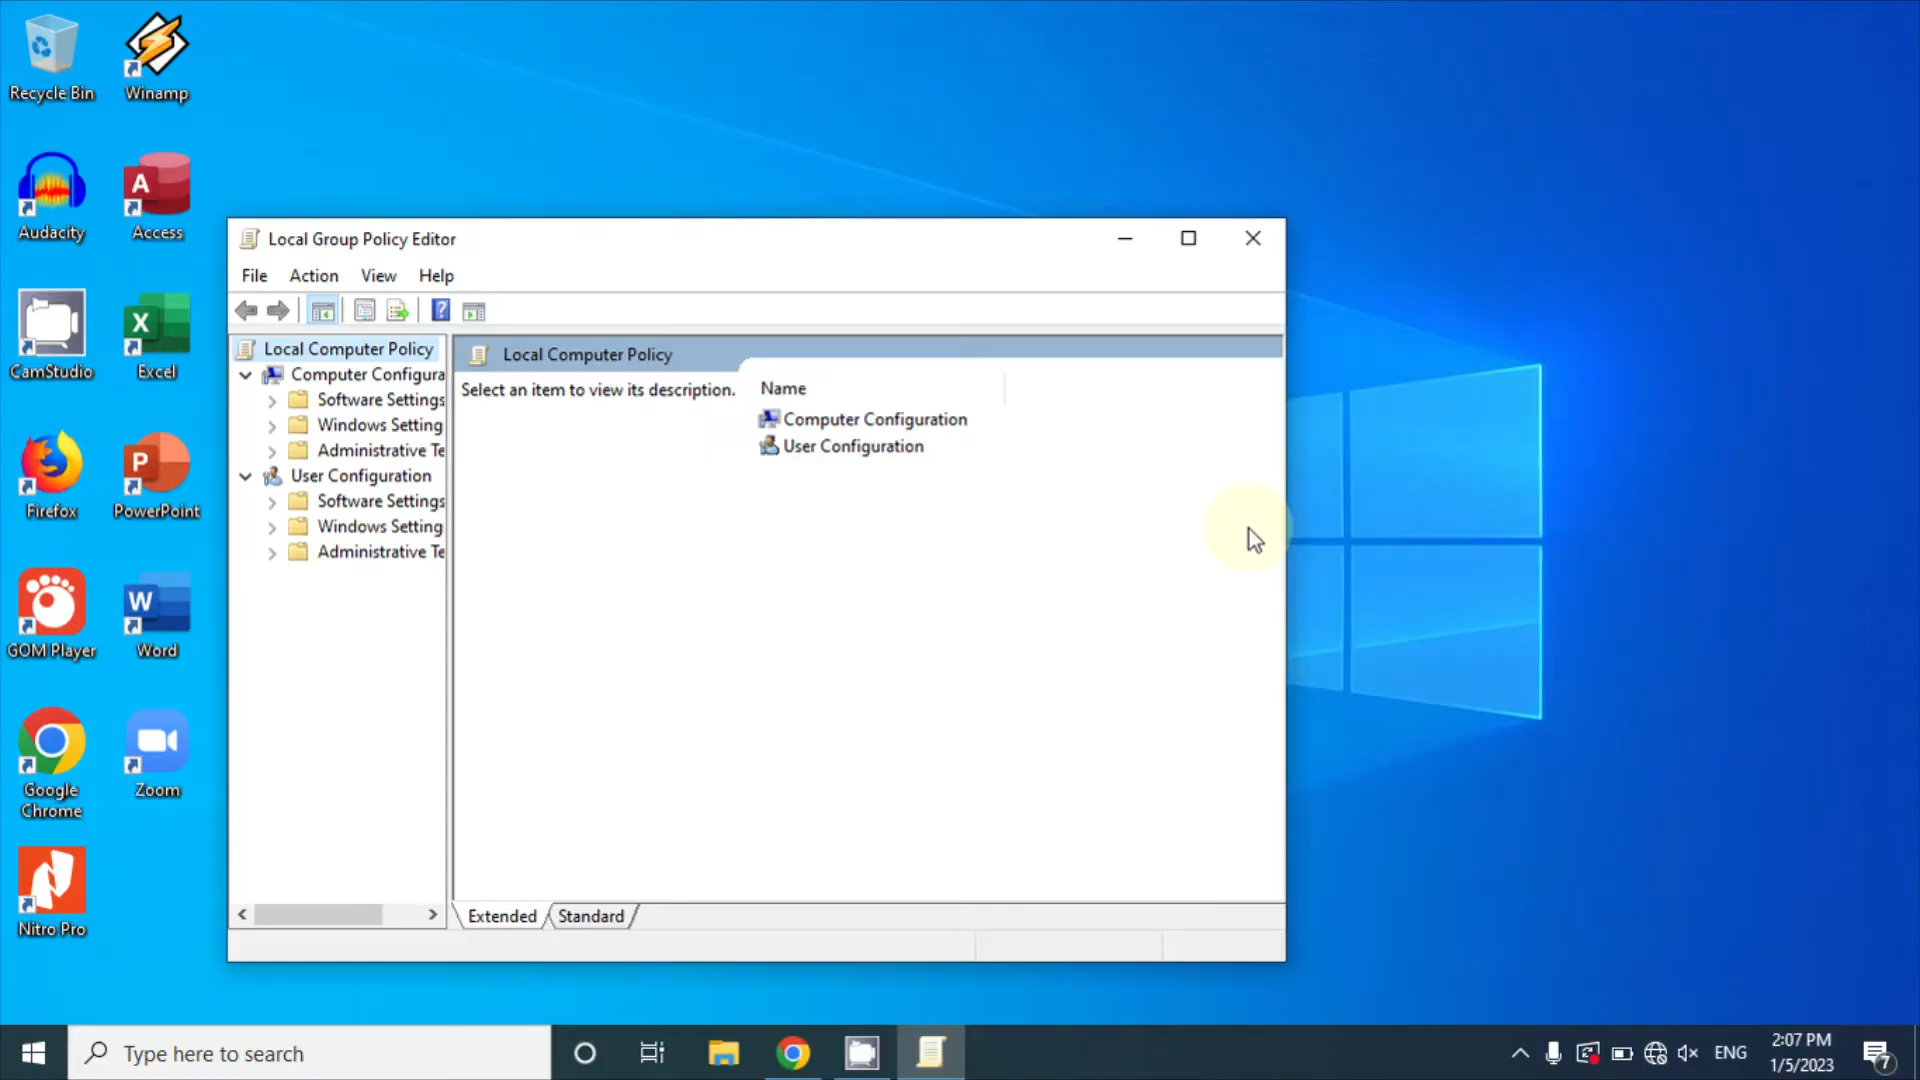 Recycle Bin
Winamp
Audacity
Access
CamStudio
Excel
Firefox
PowerPoint
GOM Player
Word
Google
Chrome
Zoom
Nitro Pro
Local Group Policy Editor
File Action View Help
Local Computer Policy
Computer Configura
Software Settings
Windows Setting
Administrative Te
User Configuration
Software Settings
Windows Setting
Administrative Te
Local Computer Policy
Select an item to view its description.
Name
Computer Configuration
User Configuration
Extended
Standard
Type here to search
ENG
2:07 PM
1/5/2023
7